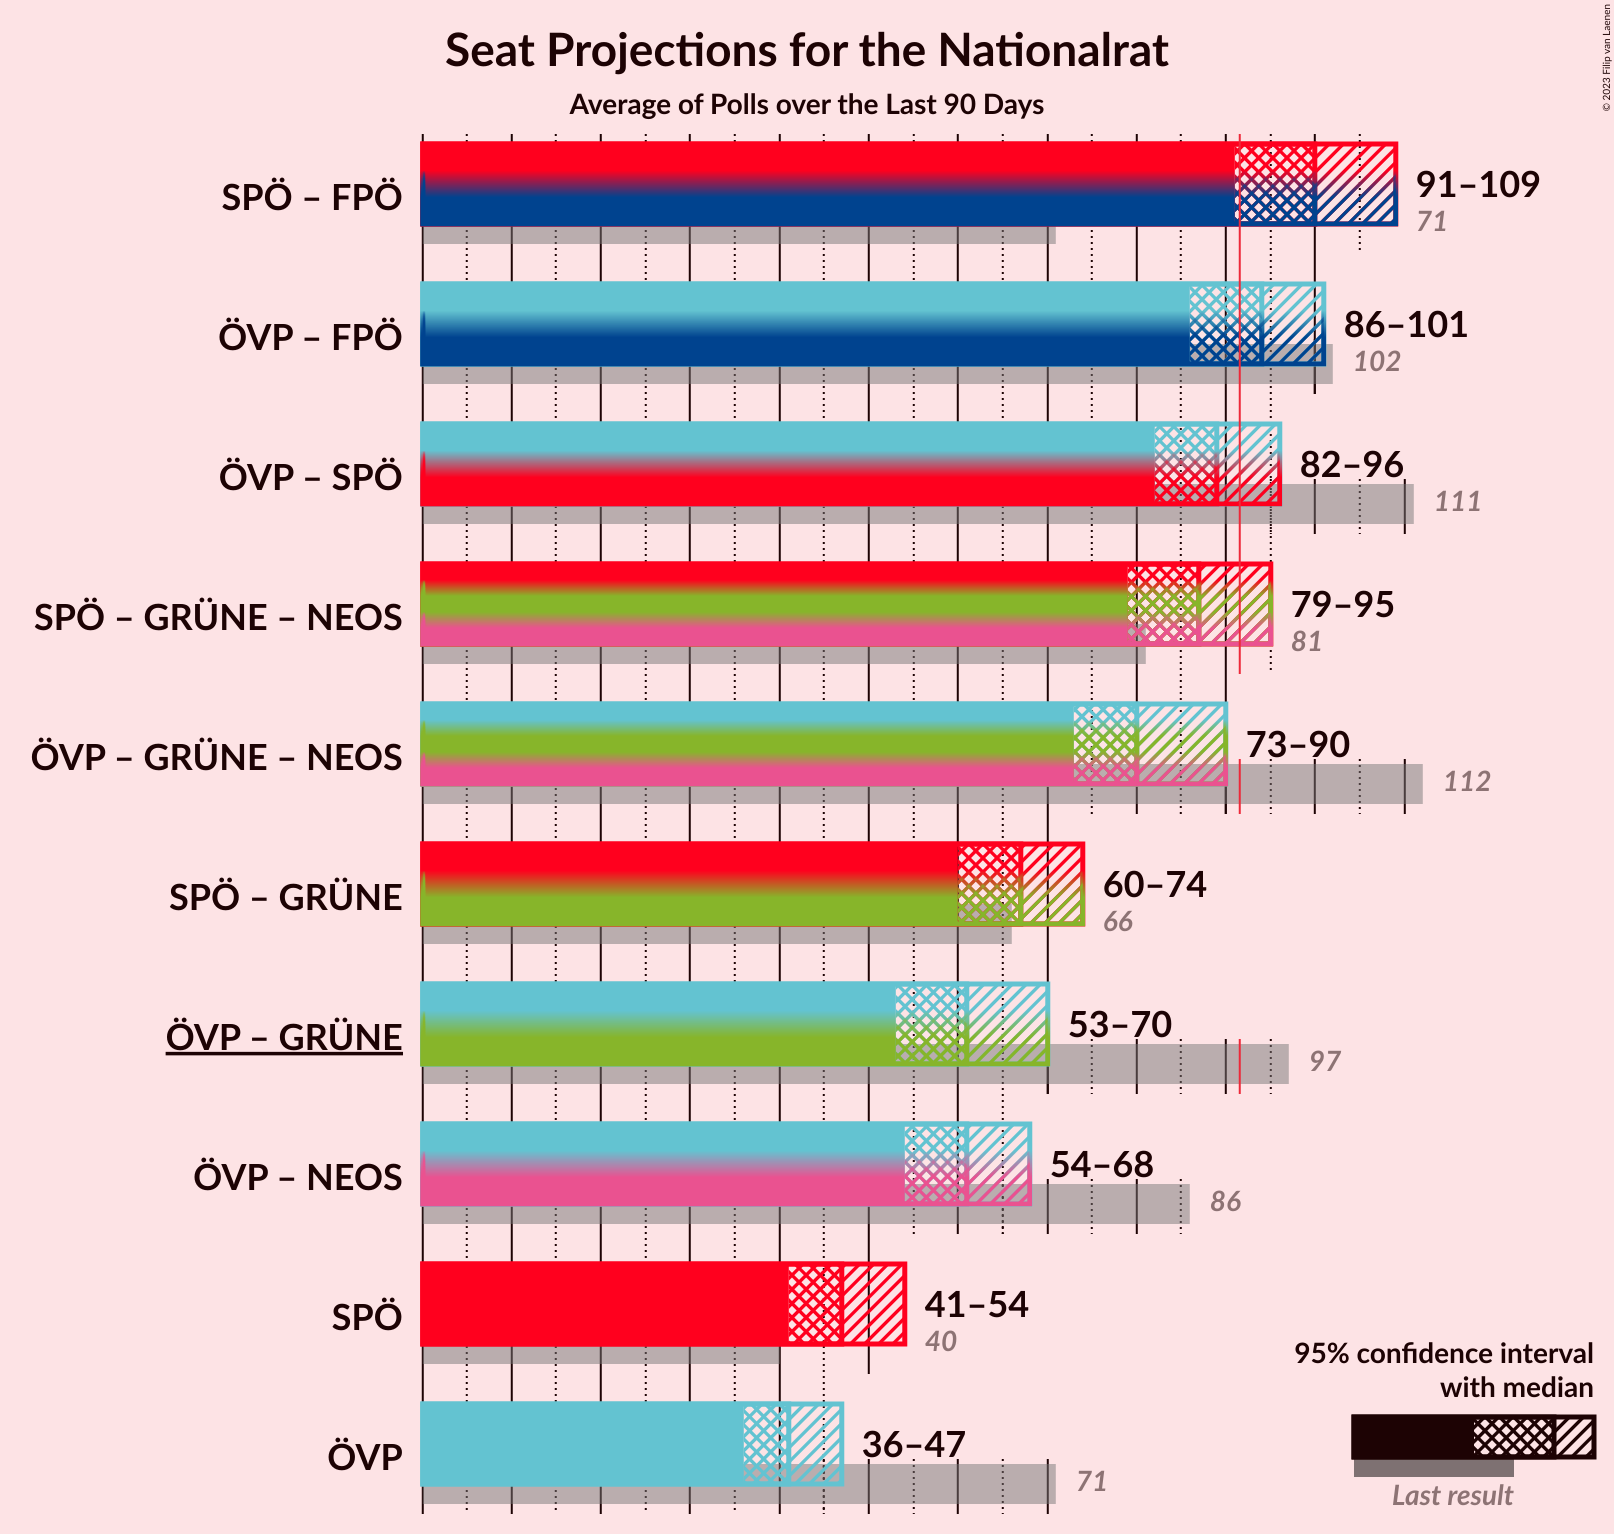 Seat Projections for the Nationalrat
Average of Polls over the Last 90 Days
© 2023 Filip van Laenen
SPÖ – FPÖ
91–109
71
ÖVP – FPÖ
86–101
102
ÖVP – SPÖ
82–96
111
SPÖ – GRÜNE – NEOS
79–95
81
ÖVP – GRÜNE – NEOS
73–90
112
SPÖ – GRÜNE
60–74
66
ÖVP – GRÜNE
53–70
97
ÖVP – NEOS
54–68
86
SPÖ
41–54
40
ÖVP
36–47
71
95% confidence interval
with median
Last result